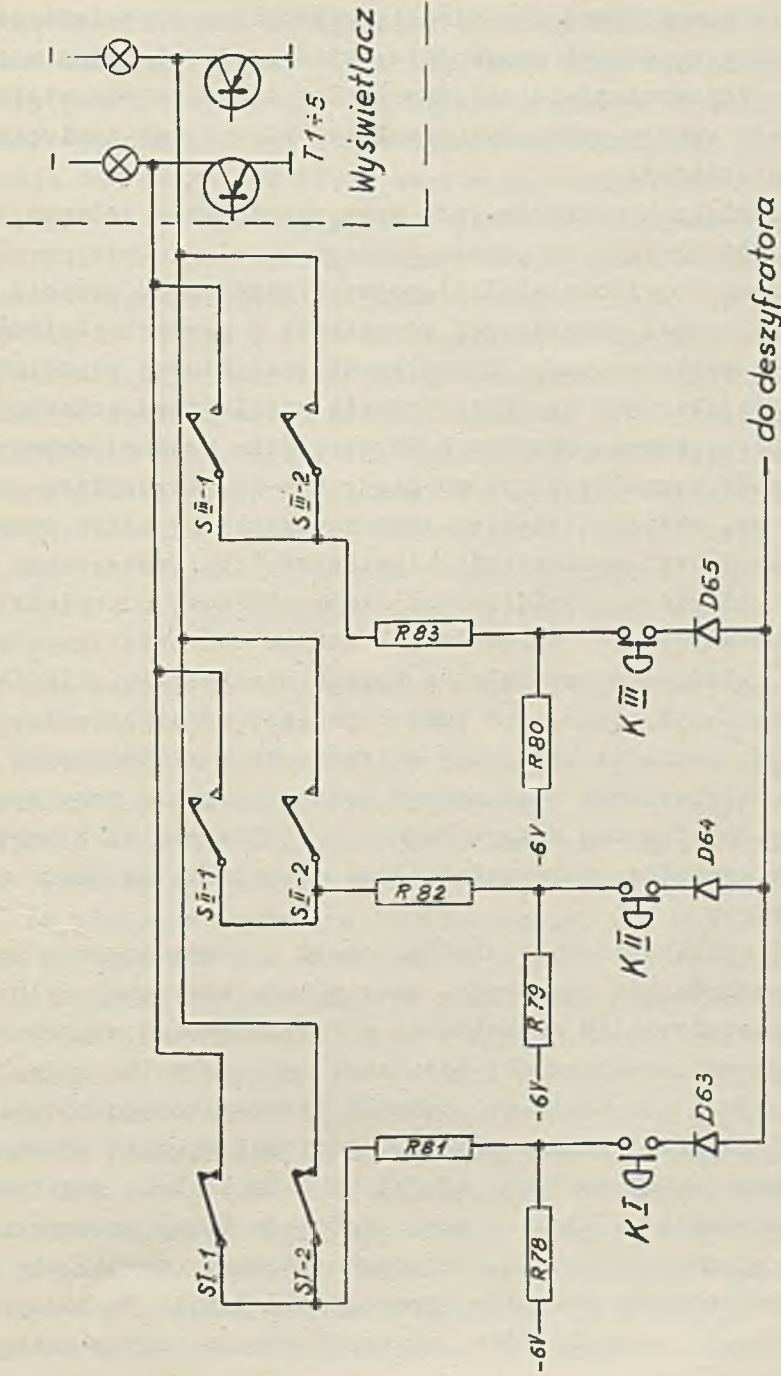 T1÷5
Wyświetlacz
SI-1
SI-2
SII-1
SII-2
SIII-1
SIII-2
R81
R82
R83
-6V
R78
-6V
R79
-6V
R80
KI
KII
KIII
D63
D64
D65
do deszyfratora